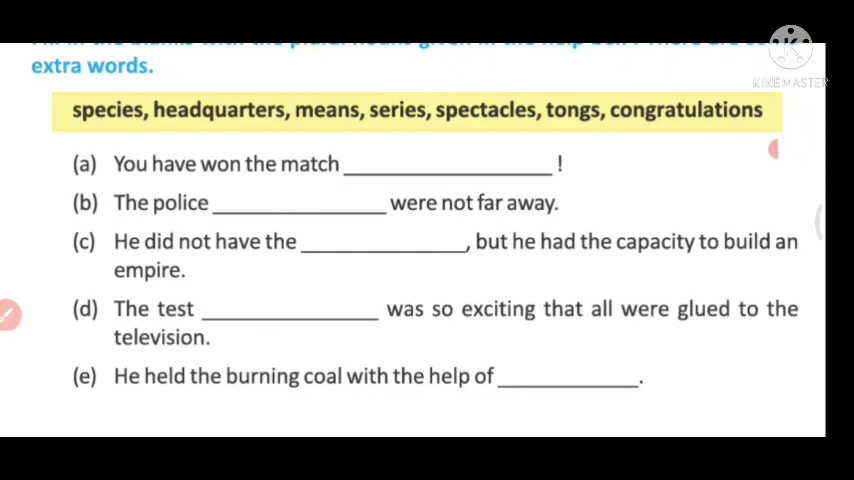 extra words.
KINEMASTER
species, headquarters, means, series, spectacles, tongs, congratulations
(a) You have won the match ____________________ !
(b) The police ________________ were not far away.
(c) He did not have the ________________, but he had the capacity to build an
empire.
(d) The test ________________ was so exciting that all were glued to the
television.
(e) He held the burning coal with the help of _____________.